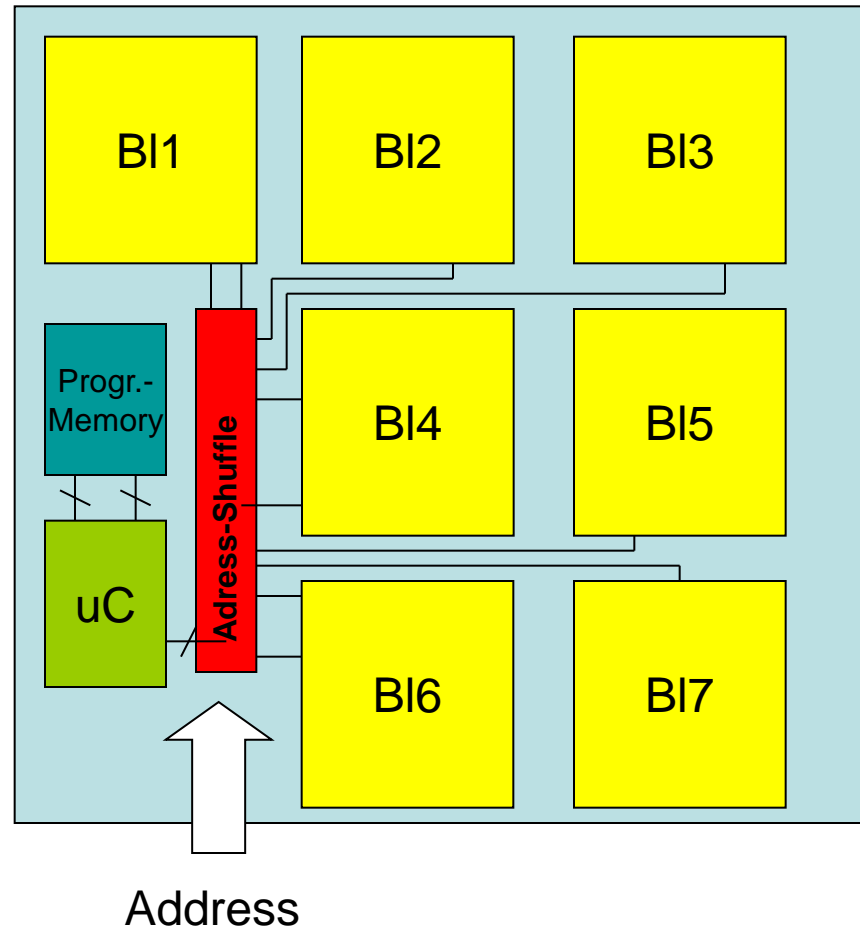 Bl1
Bl2
Bl3
Progr.-
Memory
Adress-Shuffle
Bl4
Bl5
uC
Bl6
Bl7
Address